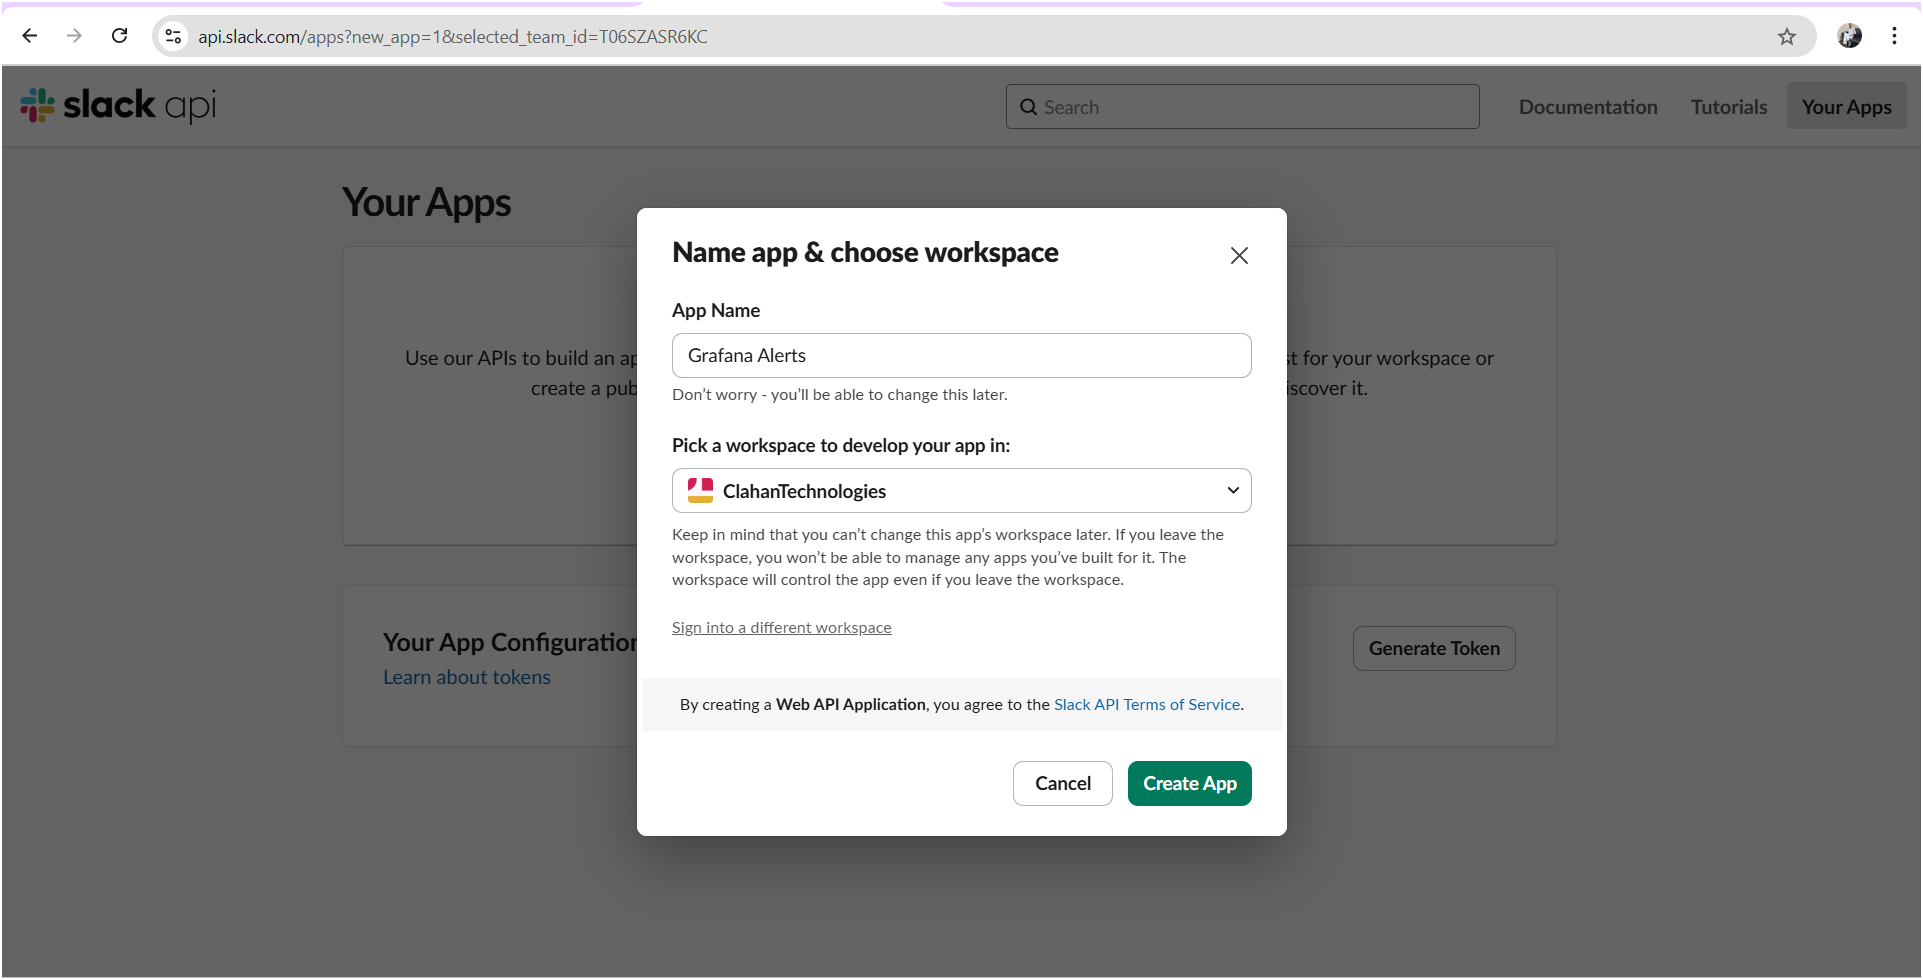 api.slack.com/apps?new_app=1&selected_team_id=T06SZASR6KC
slack api
Search
Documentation
Tutorials
Your Apps
Your Apps
Use our APIs to build an ap
create a pub
st for your workspace or
iscover it.
Your App Configuration
Learn about tokens
Generate Token
Name app & choose workspace
App Name
Grafana Alerts
Don’t worry - you’ll be able to change this later.
Pick a workspace to develop your app in:
ClahanTechnologies
Keep in mind that you can’t change this app’s workspace later. If you leave the
workspace, you won’t be able to manage any apps you’ve built for it. The
workspace will control the app even if you leave the workspace.
Sign into a different workspace
By creating a Web API Application, you agree to the Slack API Terms of Service.
Cancel
Create App